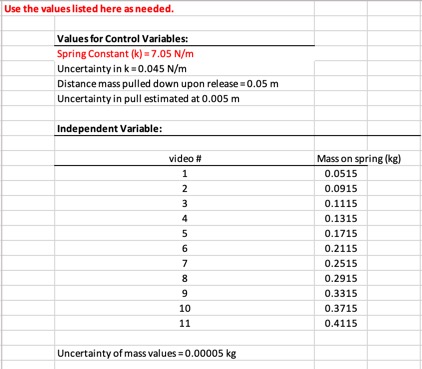 Use the values listed here as needed.
Values for Control Variables:
Spring Constant (k) = 7.05 N/m
Uncertainty in k = 0.045 N/m
Distance mass pulled down upon release = 0.05 m
Uncertainty in pull estimated at 0.005 m
Independent Variable:
video # Mass on spring (kg)
1 0.0515
2 0.0915
3 0.1115
4 0.1315
5 0.1715
6 0.2115
7 0.2515
8 0.2915
9 0.3315
10 0.3715
11 0.4115
Uncertainty of mass values = 0.00005 kg